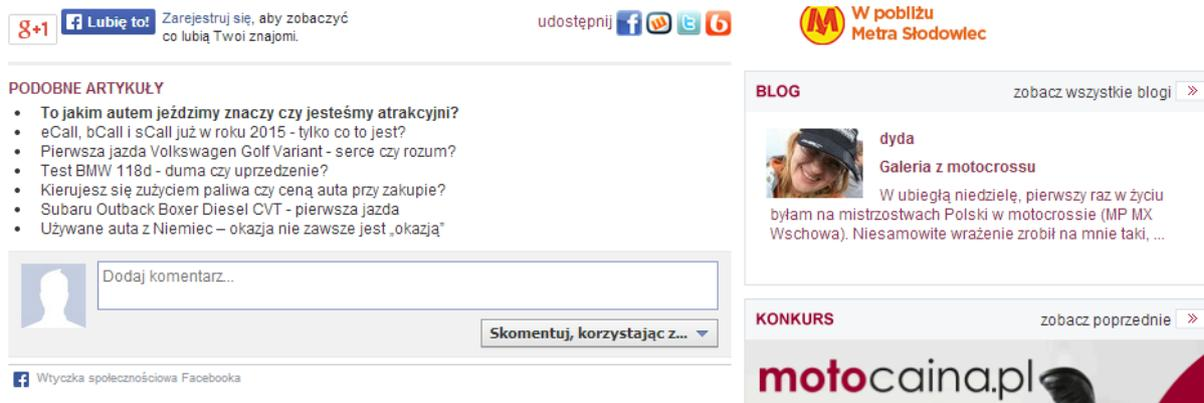 g+1
Lubię to!
Zarejestruj się, aby zobaczyć
co lubią Twoi znajomi.
udostępnij
PODOBNE ARTYKUŁY
To jakim autem jeździmy znaczy czy jesteśmy atrakcyjni?
eCall, bCall i sCall już w roku 2015 - tylko co to jest?
Pierwsza jazda Volkswagen Golf Variant - serce czy rozum?
Test BMW 118d - duma czy uprzedzenie?
Kierujesz się zużyciem paliwa czy ceną auta przy zakupie?
Subaru Outback Boxer Diesel CVT - pierwsza jazda
Używane auta z Niemiec – okazja nie zawsze jest „okazją”
Dodaj komentarz...
Skomentuj, korzystając z...
Wtyczka społecznościowa Facebooka
W pobliżu
Metra Słodowiec
BLOG
zobacz wszystkie blogi
dyda
Galeria z motocrossu
W ubiegłą niedzielę, pierwszy raz w życiu
byłam na mistrzostwach Polski w motocrossie (MP MX
Wschowa). Niesamowite wrażenie zrobił na mnie taki, ...
KONKURS
zobacz poprzednie
motocaina.pl